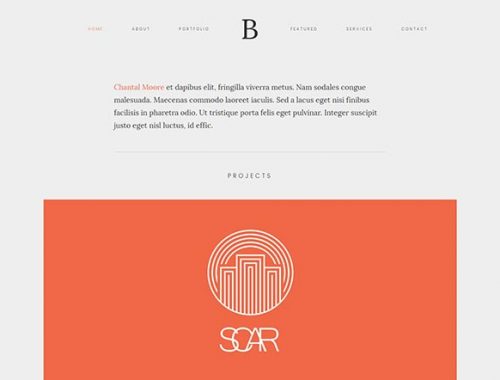 HOME ABOUT PORTFOLIO B FEATURED SERVICES CONTACT
Chantal Moore et dapibus elit, fringilla viverra metus. Nam sodales congue
malesuada. Maecenas commodo laoreet iaculis. Sed a lacus eget nisi finibus
facilisis in pharetra odio. Ut tristique porta felis eget pulvinar. Integer suscipit
justo eget nisl luctus, id effic.
PROJECTS
SOAR